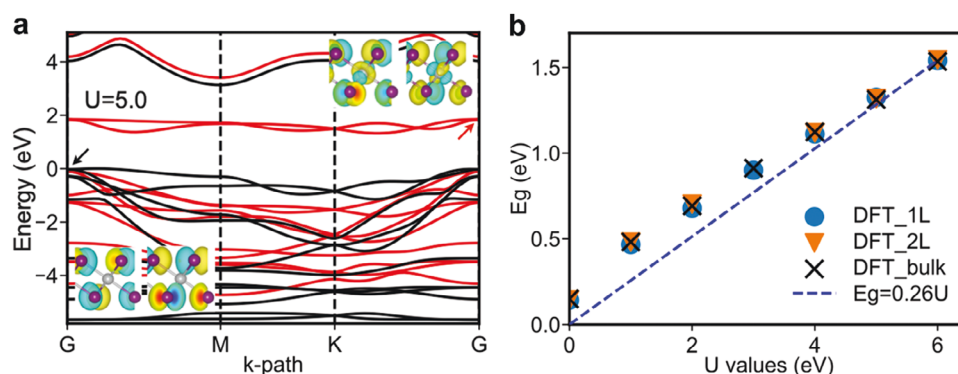 a
b
U=5.0
Energy (eV)
4
2
0
−2
−4
G
M
K
G
k-path
Eg (eV)
1.5
1.0
0.5
0.0
DFT_1L
DFT_2L
DFT_bulk
Eg=0.26U
0
2
4
6
U values (eV)